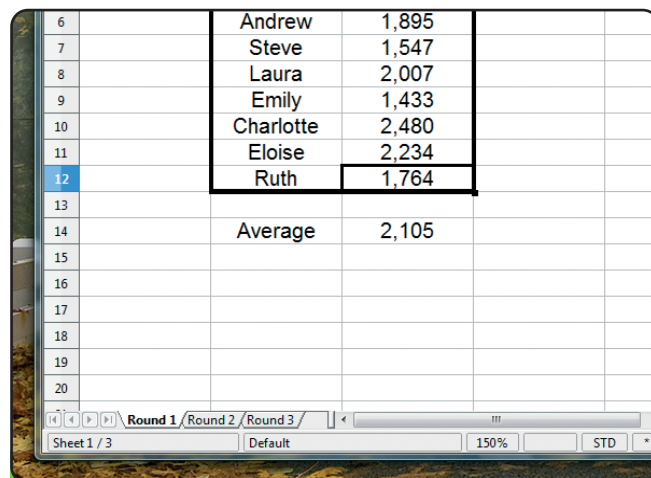 6 Andrew 1,895
7 Steve 1,547
8 Laura 2,007
9 Emily 1,433
10 Charlotte 2,480
11 Eloise 2,234
12 Ruth 1,764
13
14 Average 2,105
15
16
17
18
19
20
Round 1 Round 2 Round 3
Sheet 1 / 3 Default 150% STD *